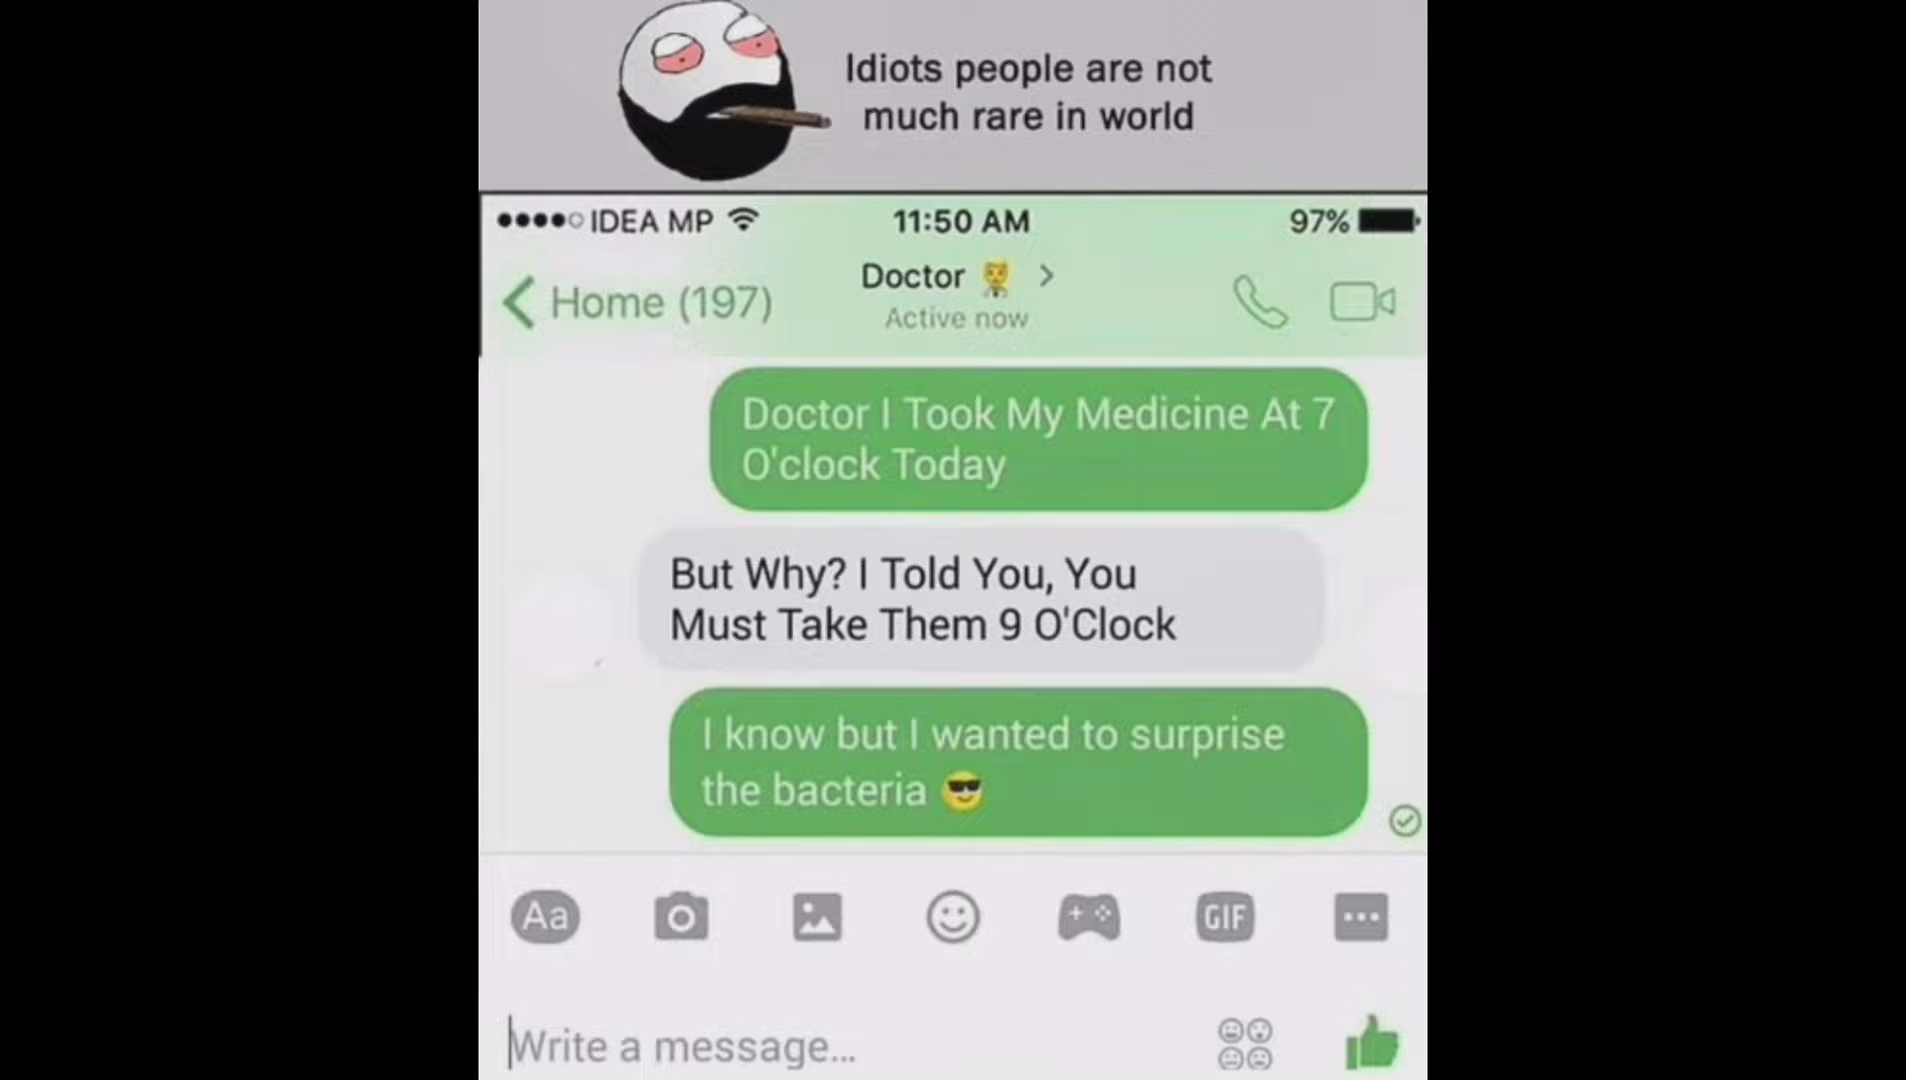 Idiots people are not
much rare in world
IDEA MP 11:50 AM 97%
Home (197)
Doctor
Active now
Doctor I Took My Medicine At 7
O'clock Today
But Why? I Told You, You
Must Take Them 9 O'Clock
I know but I wanted to surprise
the bacteria 😎
Aa GIF
Write a message...